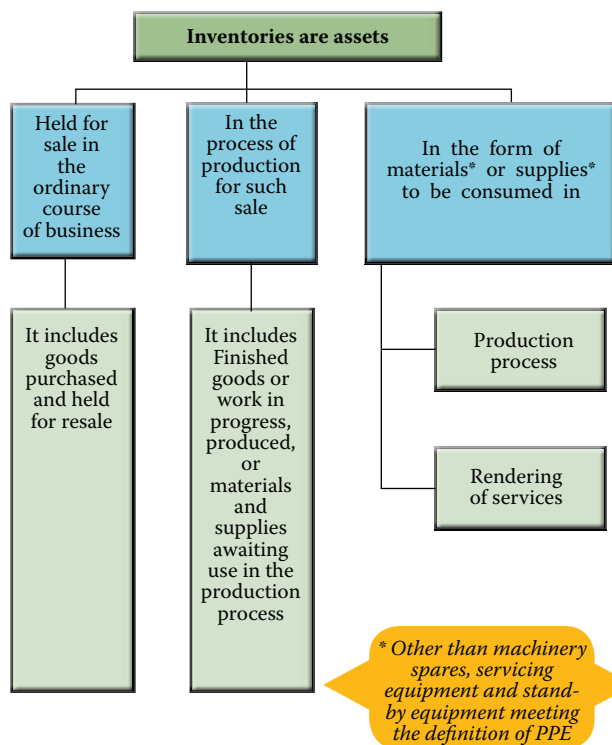 Inventories are assets
Held for
sale in
the
ordinary
course
of business
In the
process of
production
for such
sale
In the form of
materials* or supplies*
to be consumed in
It includes
goods
purchased
and held
for resale
It includes
Finished
goods or
work in
progress,
produced,
or
materials
and
supplies
awaiting
use in the
production
process
Production
process
Rendering
of services
* Other than machinery
spares, servicing
equipment and stand-
by equipment meeting
the definition of PPE